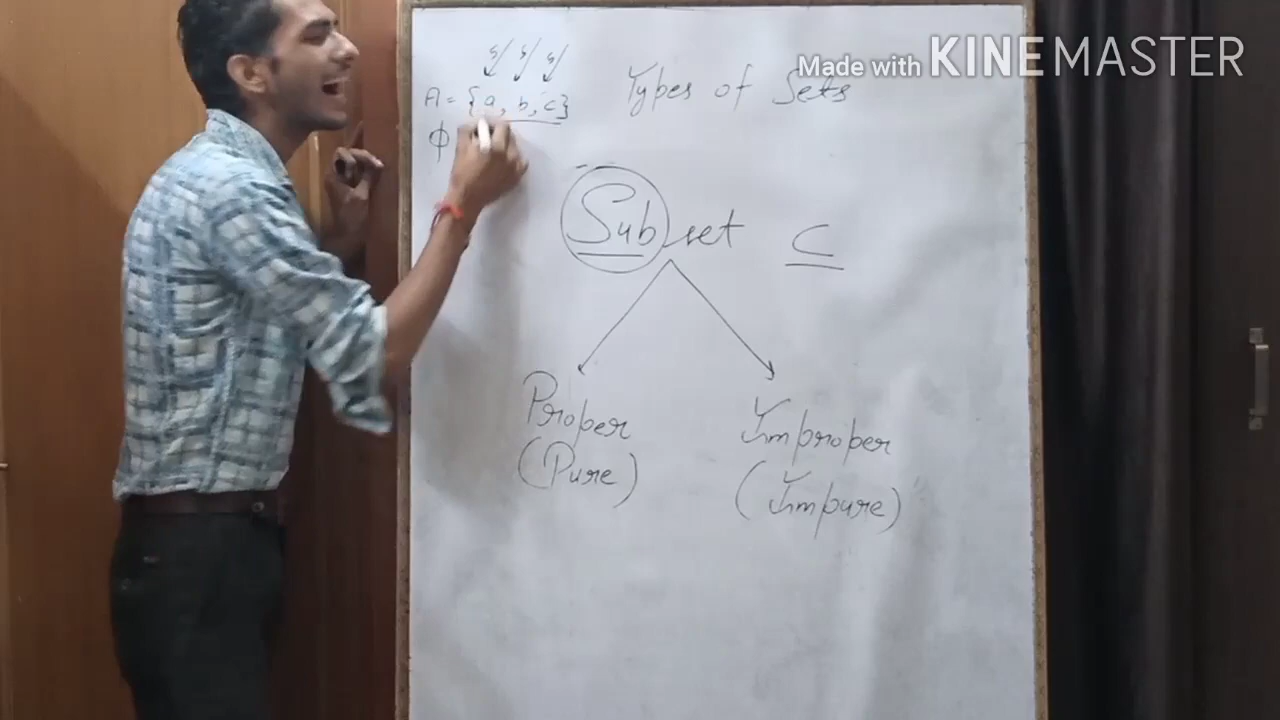 Made with KINEMASTER
Types of Sets
A = {a, b, c}
ϕ
Subset ⊂
Proper
(Pure)
Improper
(Impure)